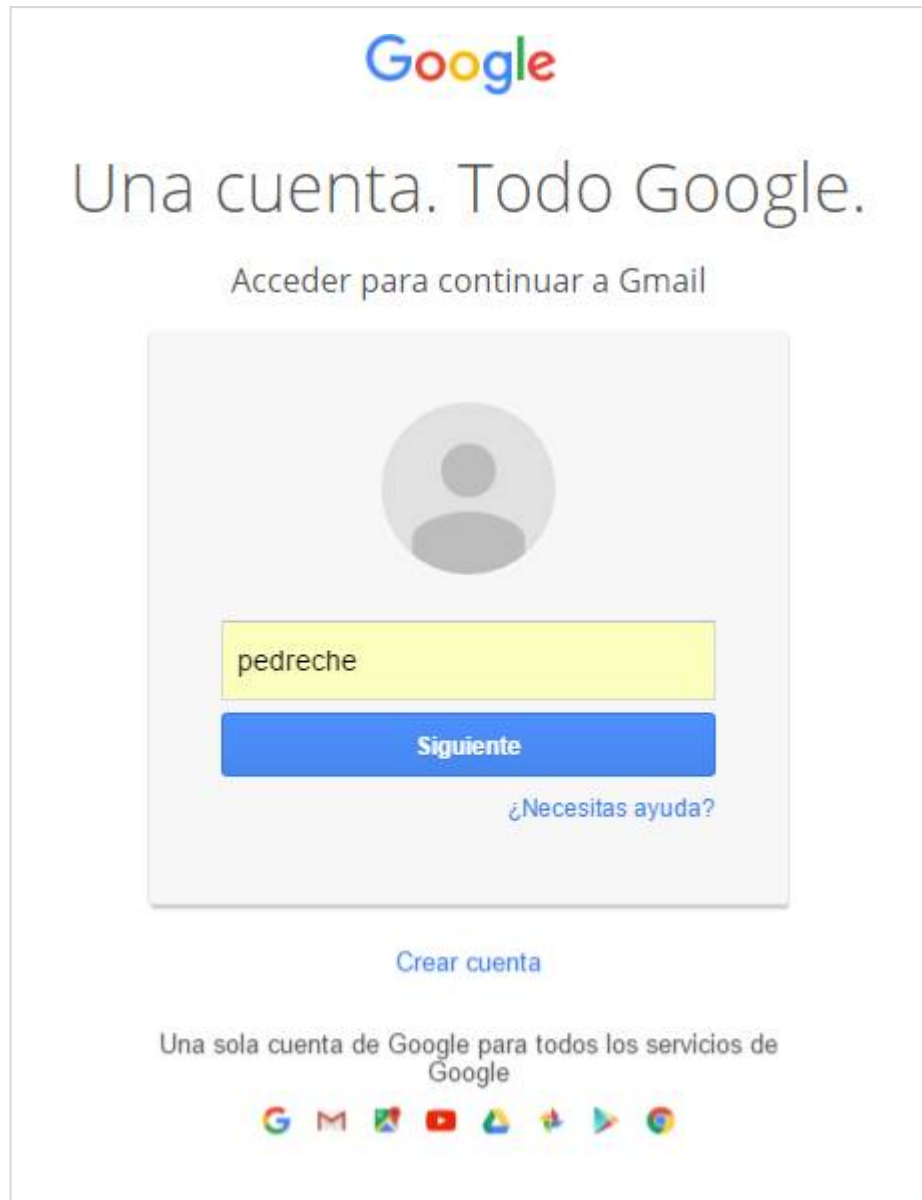 Google
Una cuenta. Todo Google.
Acceder para continuar a Gmail
pedreche
Siguiente
¿Necesitas ayuda?
Crear cuenta
Una sola cuenta de Google para todos los servicios de
Google